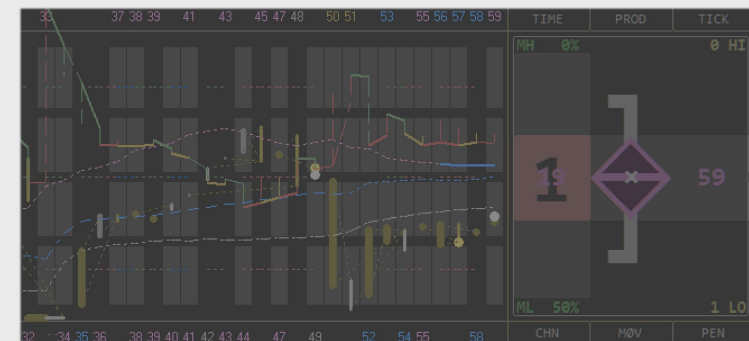 33 37 38 39 41 43 45 47 48 50 51 53 55 56 57 58 59
TIME PROD TICK
MH 0% 0 HI
1 19 59
ML 50% 1 LO
32 34 35 36 38 39 40 41 42 43 44 47 49 52 54 55 58
CHN MØV PEN